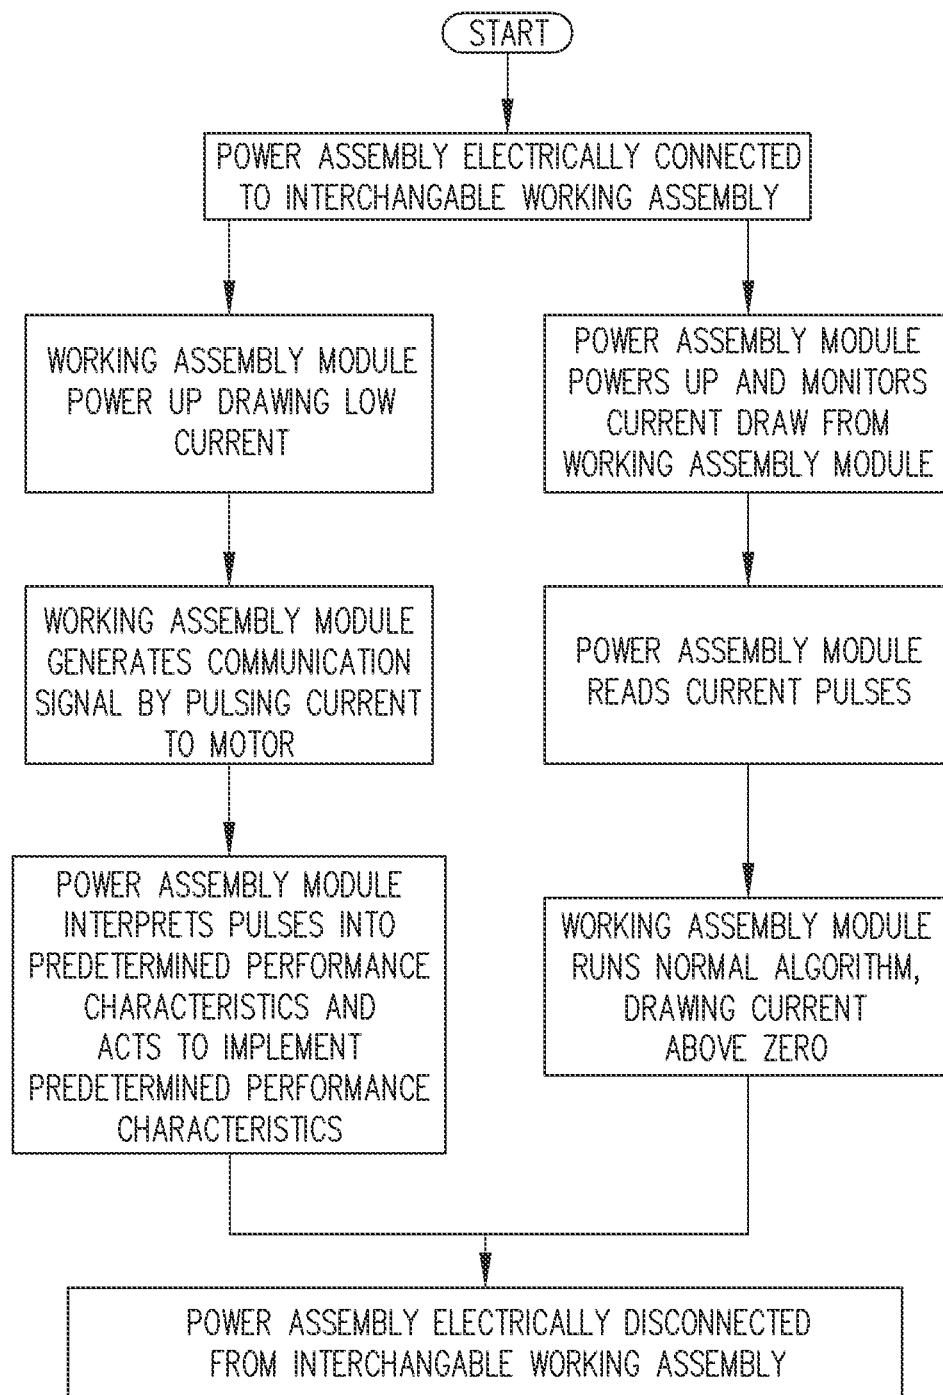 START
POWER ASSEMBLY ELECTRICALLY CONNECTED
TO INTERCHANGABLE WORKING ASSEMBLY
WORKING ASSEMBLY MODULE
POWER UP DRAWING LOW
CURRENT
POWER ASSEMBLY MODULE
POWERS UP AND MONITORS
CURRENT DRAW FROM
WORKING ASSEMBLY MODULE
WORKING ASSEMBLY MODULE
GENERATES COMMUNICATION
SIGNAL BY PULSING CURRENT
TO MOTOR
POWER ASSEMBLY MODULE
READS CURRENT PULSES
POWER ASSEMBLY MODULE
INTERPRETS PULSES INTO
PREDETERMINED PERFORMANCE
CHARACTERISTICS AND
ACTS TO IMPLEMENT
PREDETERMINED PERFORMANCE
CHARACTERISTICS
WORKING ASSEMBLY MODULE
RUNS NORMAL ALGORITHM,
DRAWING CURRENT
ABOVE ZERO
POWER ASSEMBLY ELECTRICALLY DISCONNECTED
FROM INTERCHANGABLE WORKING ASSEMBLY